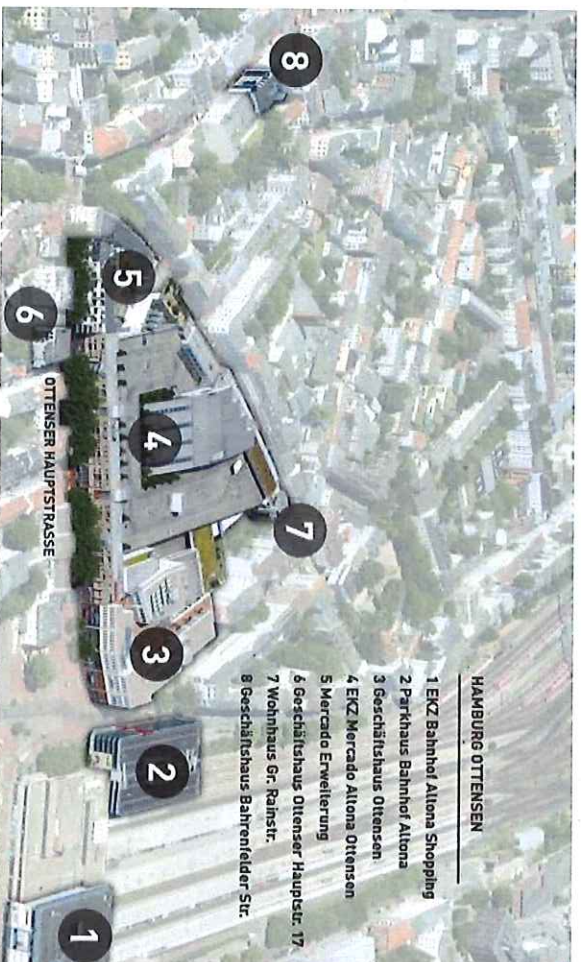 HAMBURG OTTENSEN
1 EKZ Bahnhof Altona Shopping
2 Parkhaus Bahnhof Altona
3 Geschäftshaus Ottensen
4 EKZ Mercado Altona Ottensen
5 Mercado Erweiterung
6 Geschäftshaus Ottenser Hauptstr. 17
7 Wohnhaus Gr. Rainstr.
8 Geschäftshaus Bahrenfelder Str.
8
7
5
4
6
3
2
1
OTTENSER HAUPTSTRASSE